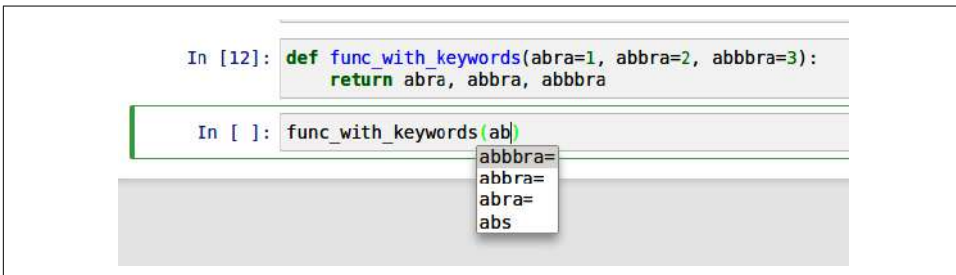 In [12]: def func_with_keywords(abra=1, abbra=2, abbbra=3):
return abra, abbra, abbbra
In [ ]: func_with_keywords(ab)
abbbra=
abbra=
abra=
abs